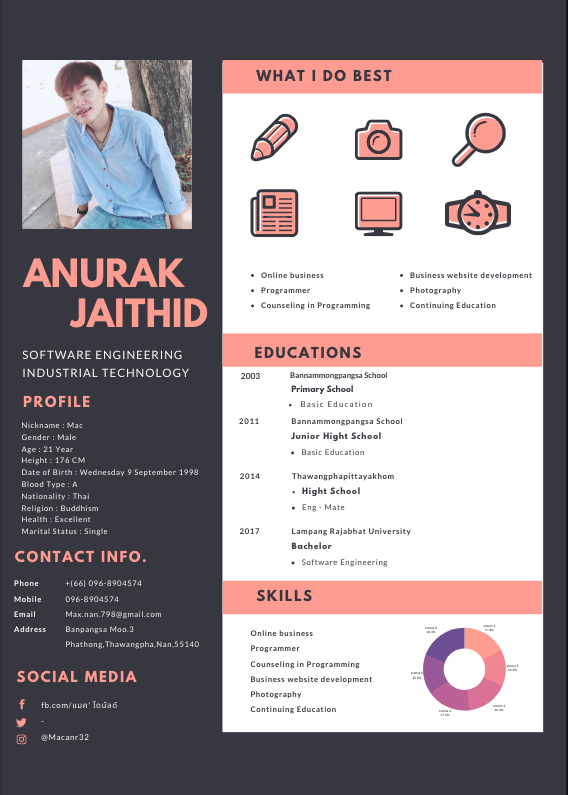 ANURAK
JAITHID
SOFTWARE ENGINEERING
INDUSTRIAL TECHNOLOGY
PROFILE
Nickname : Mac
Gender : Male
Age : 21 Year
Height : 176 CM
Date of Birth : Wednesday 9 September 1998
Blood Type : A
Nationality : Thai
Religion : Buddhism
Health : Excellent
Marital Status : Single
CONTACT INFO.
Phone +(66) 096-8904574
Mobile 096-8904574
Email Max.nan.798@gmail.com
Address Banpangsa Moo.3
Phathong,Thawangpha,Nan,55140
SOCIAL MEDIA
fb.com/แมค' ไดมัลด์
-
@Macanr32
WHAT I DO BEST
• Online business
• Programmer
• Counseling in Programming
• Business website development
• Photography
• Continuing Education
EDUCATIONS
2003 Bannammongpangsa School
Primary School
• Basic Education
2011 Bannammongpangsa School
Junior Hight School
• Basic Education
2014 Thawangphapittayakhom
• Hight School
• Eng - Mate
2017 Lampang Rajabhat University
Bachelor
• Software Engineering
SKILLS
Online business
Programmer
Counseling in Programming
Business website development
Photography
Continuing Education